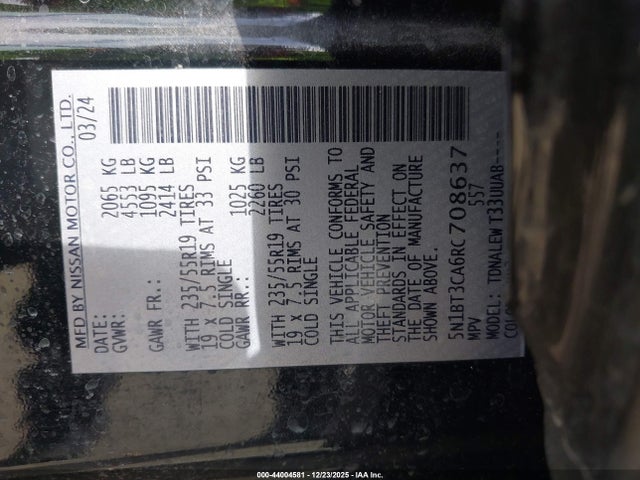 MFD BY NISSAN MOTOR CO., LTD.
DATE: 03/24
GVWR: 2065 KG
4553 LB
GAWR FR.: 1095 KG
2414 LB
WITH 235/55R19 TIRES
19 x 7.5 RIMS AT 33 PSI
COLD SINGLE
GAWR RR.: 1025 KG
2260 LB
WITH 235/55R19 TIRES
19 x 7.5 RIMS AT 30 PSI
COLD SINGLE
THIS VEHICLE CONFORMS TO
ALL APPLICABLE FEDERAL
MOTOR VEHICLE SAFETY AND
THEFT PREVENTION
STANDARDS IN EFFECT ON
THE DATE OF MANUFACTURE
SHOWN ABOVE.
5N1BT3CA6RC708637
MPV 557
MODEL: TDWALEW T33UUAB----
000-44004581 - 12/23/2025 - IAA Inc.